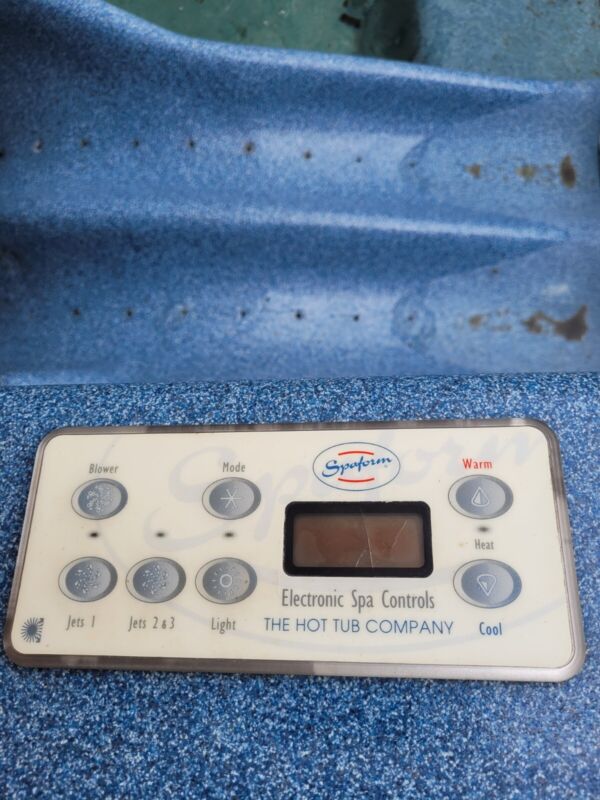 Blower
Mode
Spaform
Warm
Heat
Jets 1
Jets 2 & 3
Light
Electronic Spa Controls
THE HOT TUB COMPANY
Cool
Spaform